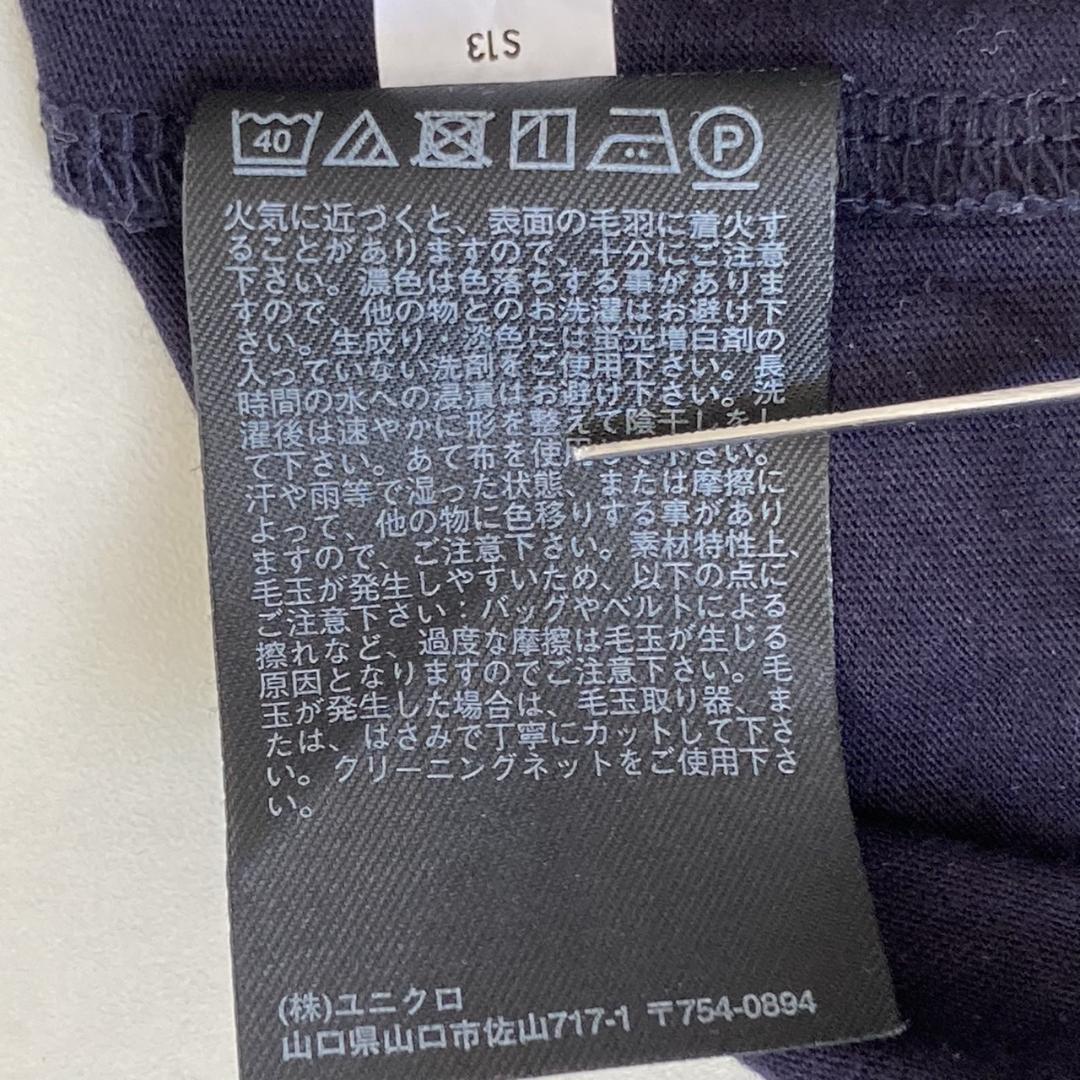 S13
40
P
火気に近づくと、表面の毛羽に着火す
ることがありますので、十分にご注意
下さい。濃色は色落ちする事がありま
すので、他の物と洗濯はお避け下
さい。生成り・淡色には蛍光増白剤の
入っていない洗剤をご使用下さい。長
時間の水への浸漬はお避け下さい。洗
濯後は速やかに形を整えて陰干しをし
て下さい。あて布を使 下さい。
汗や雨等で湿った状態、または摩擦に
よって、他の物に色移りする事があり
ますので、ご注意下さい。素材の特性上、
毛玉が発生しやすいため、以下の点に
ご注意下さい:バッグやベルトによる
擦れなど、過度な摩擦は毛玉が生じる
原因となりますのでご注意下さい。毛
玉が発生した場合は、毛玉取り器、ま
たは、はさみで丁寧にカットして下さ
い。クリーニングネットをご使用下さ
い。
(株)ユニクロ
山口県山口市佐山717-1 〒754-0894